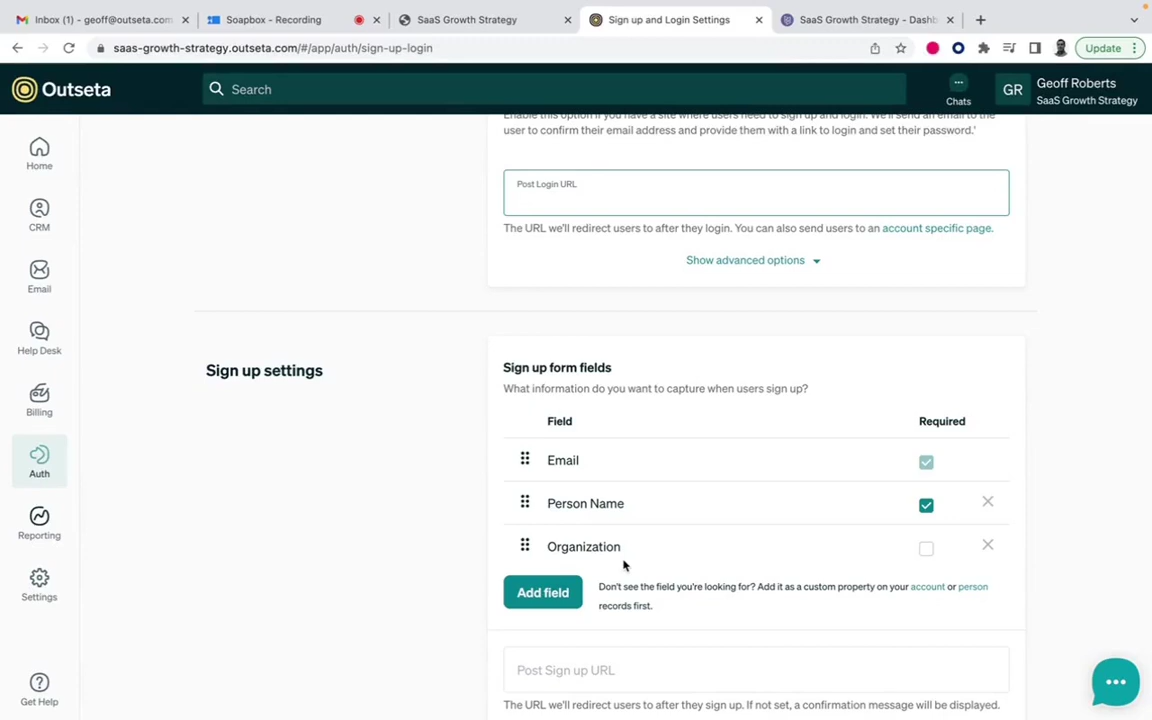 Inbox (1) - geoff@outseta.com
Soapbox - Recording
SaaS Growth Strategy
Sign up and Login Settings
SaaS Growth Strategy - Dashb
saas-growth-strategy.outseta.com/#/app/auth/sign-up-login
Update
Outseta
Search
Chats
GR
Geoff Roberts
SaaS Growth Strategy
Home
CRM
Email
Help Desk
Billing
Auth
Reporting
Settings
Get Help
Enable this option if you have a site where users need to sign up and login. We'll send an email to the
user to confirm their email address and provide them with a link to login and set their password.'
Post Login URL
The URL we'll redirect users to after they login. You can also send users to an account specific page.
Show advanced options
Sign up settings
Sign up form fields
What information do you want to capture when users sign up?
Field
Required
Email
Person Name
Organization
Add field
Don't see the field you're looking for? Add it as a custom property on your account or person
records first.
Post Sign up URL
The URL we'll redirect users to after they sign up. If not set, a confirmation message will be displayed.